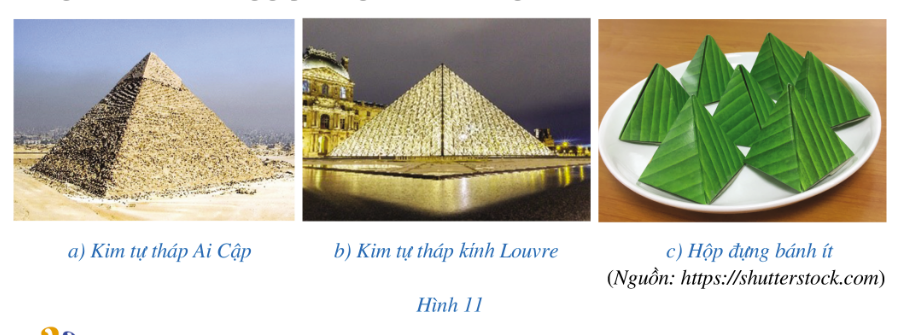 a) Kim tự tháp Ai Cập
b) Kim tự tháp kính Louvre
c) Hộp đựng bánh ít
(Nguồn: https://shutterstock.com)
Hình 11